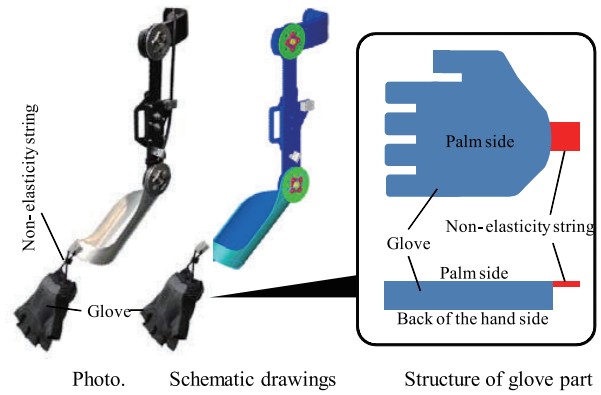 Non- elasticity string
Glove
Palm side
Glove
Non- elasticity string
Palm side
Back of the hand side
Photo.
Schematic drawings
Structure of glove part